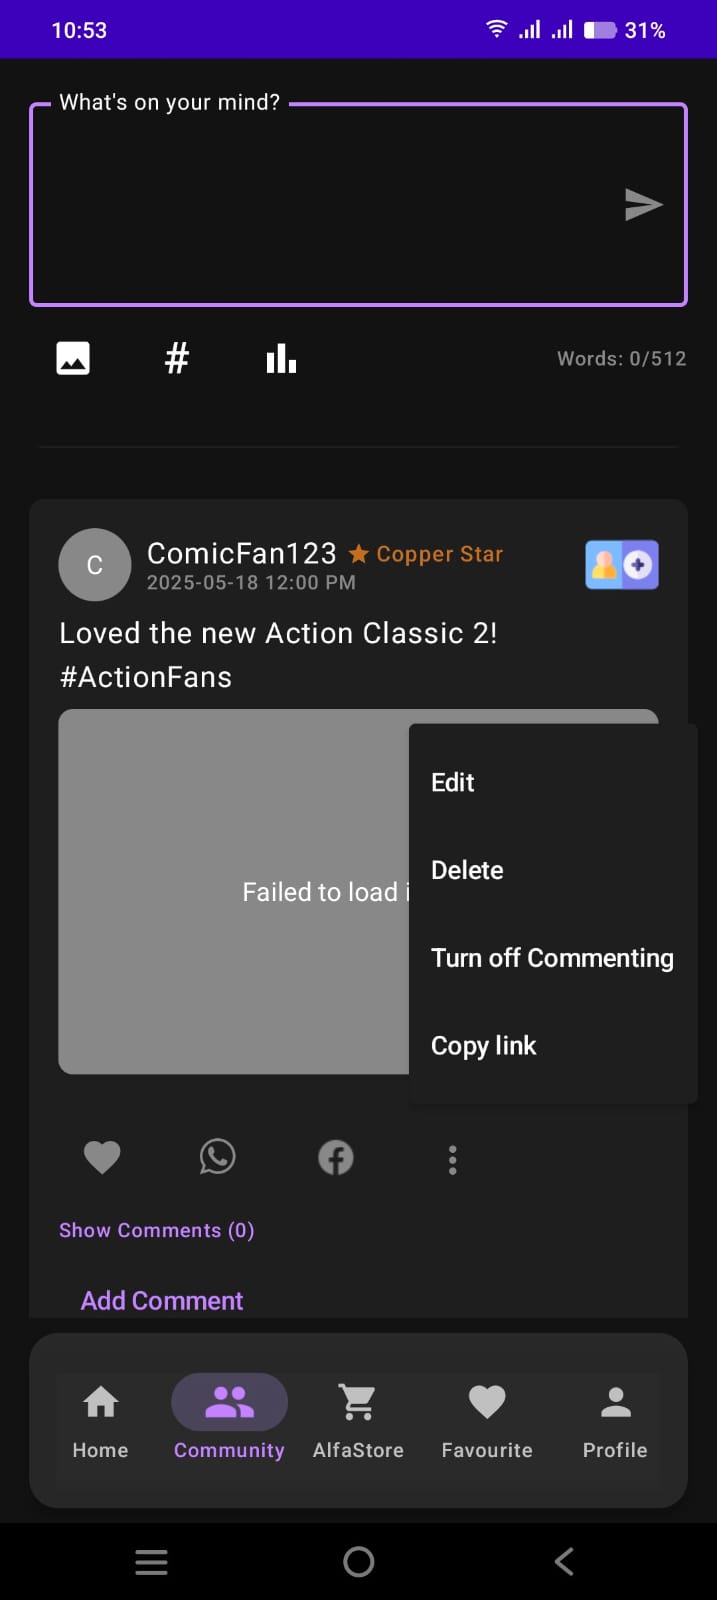 10:53
31%
What's on your mind?
#
Words: 0/512
C
ComicFan123 ★ Copper Star
2025-05-18 12:00 PM
Loved the new Action Classic 2!
#ActionFans
Failed to load
Edit
Delete
Turn off Commenting
Copy link
Show Comments (0)
Add Comment
Home
Community
AlfaStore
Favourite
Profile